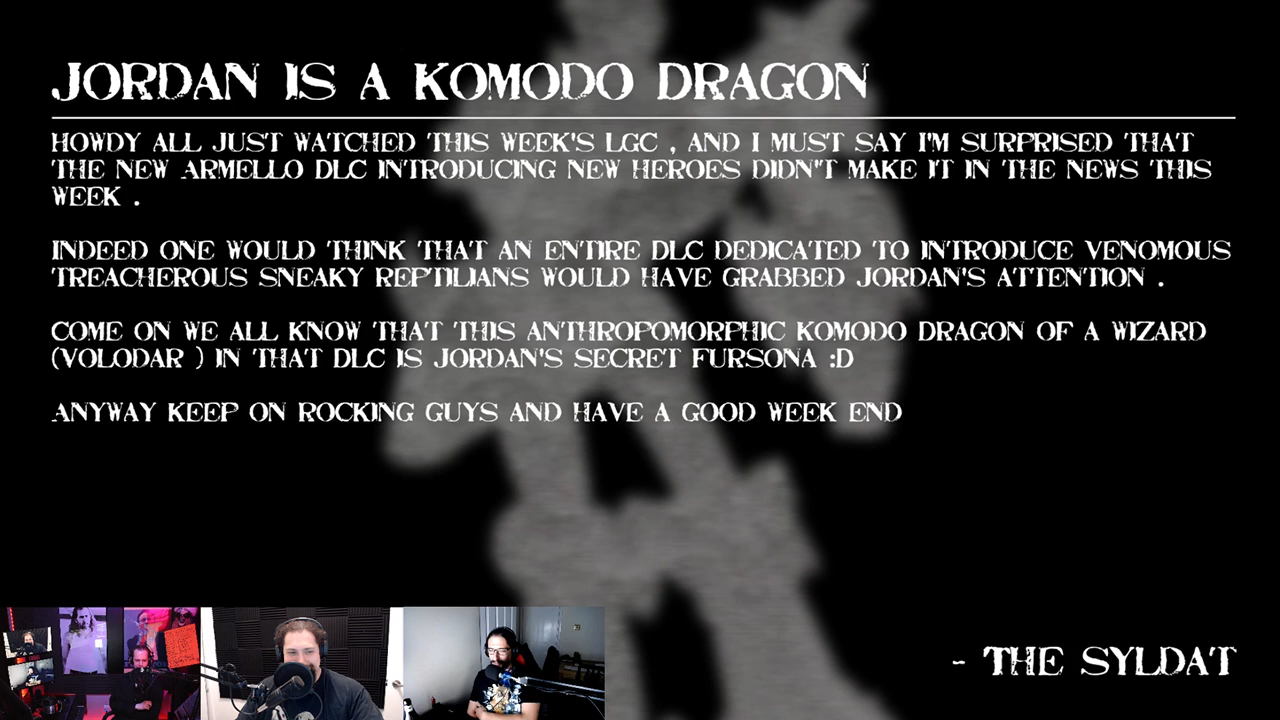 JORDAN IS A KOMODO DRAGON
HOWDY ALL JUST WATCHED THIS WEEK'S LGC , AND I MUST SAY I'M SURPRISED THAT
THE NEW ARMELLO DLC INTRODUCING NEW HEROES DIDN'T MAKE IT IN THE NEWS THIS
WEEK .
INDEED ONE WOULD THINK THAT AN ENTIRE DLC DEDICATED TO INTRODUCE VENOMOUS
TREACHEROUS SNEAKY REPTILIANS WOULD HAVE GRABBED JORDAN'S ATTENTION .
COME ON WE ALL KNOW THAT THIS ANTHROPOMORPHIC KOMODO DRAGON OF A WIZARD
(VOLODAR ) IN THAT DLC IS JORDAN'S SECRET FURSONA :D
ANYWAY KEEP ON ROCKING GUYS AND HAVE A GOOD WEEK END
- THE SYLDAT